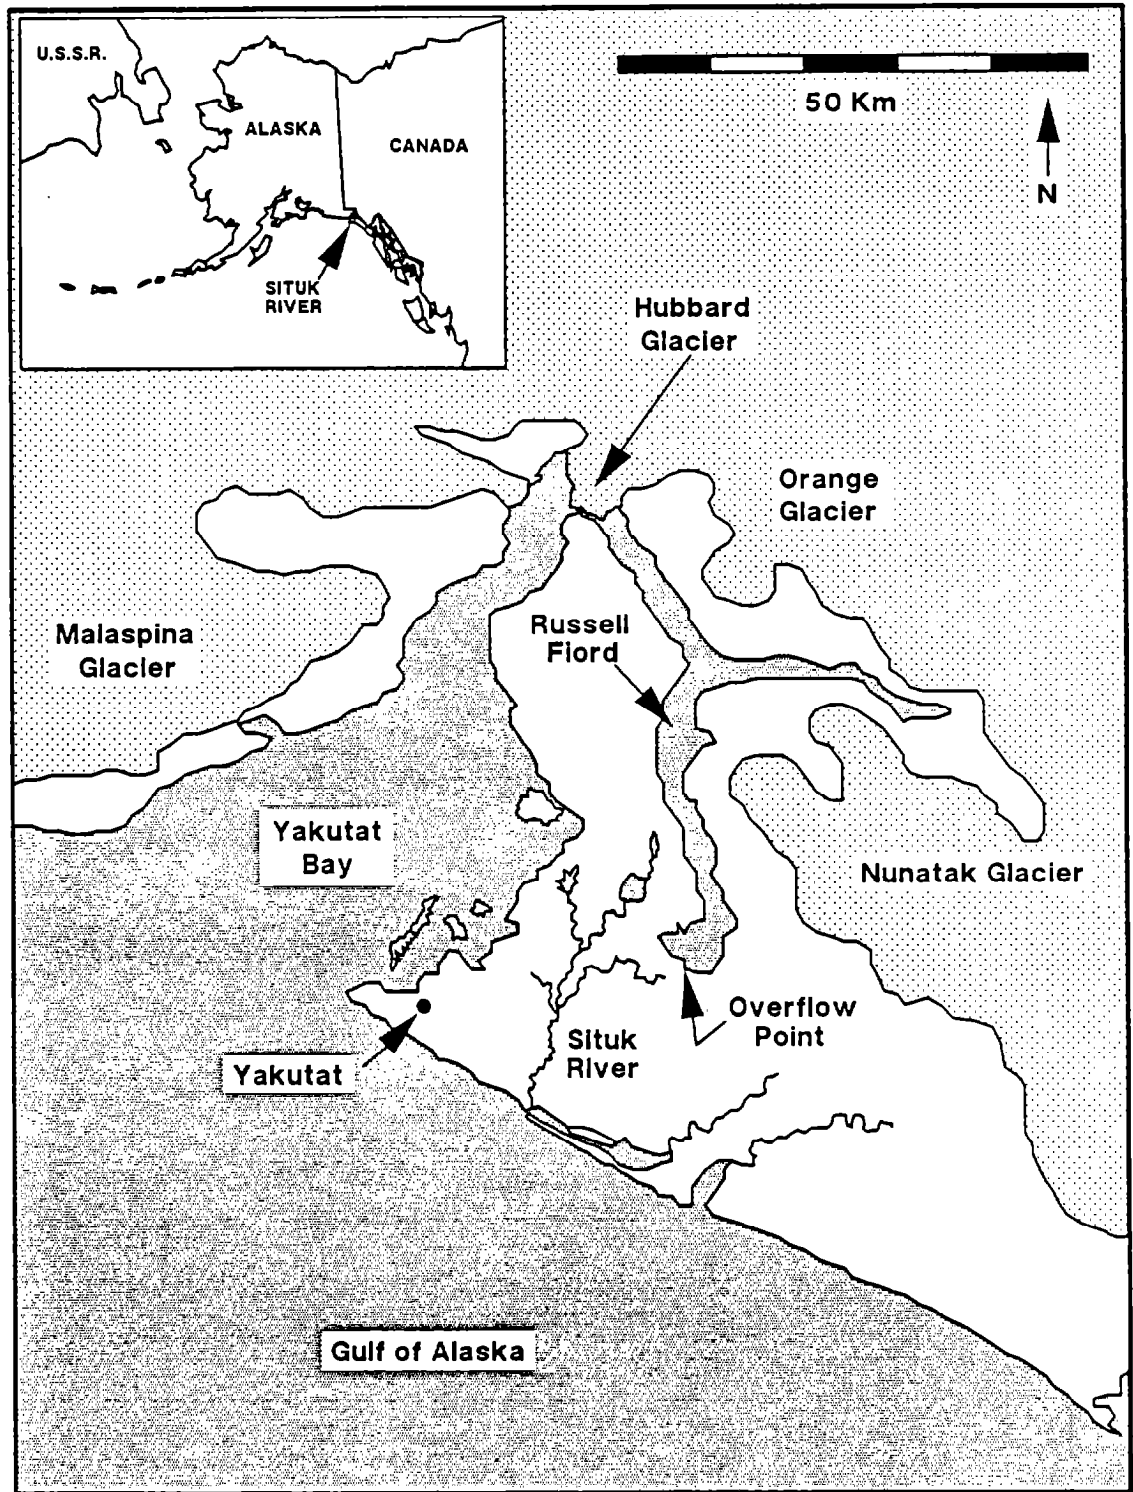 U.S.S.R.
ALASKA
CANADA
SITUK
RIVER
50 Km
N
Hubbard
Glacier
Orange
Glacier
Malaspina
Glacier
Russell
Fiord
Yakutat
Bay
Nunatak Glacier
Overflow
Point
Situk
River
Yakutat
Gulf of Alaska